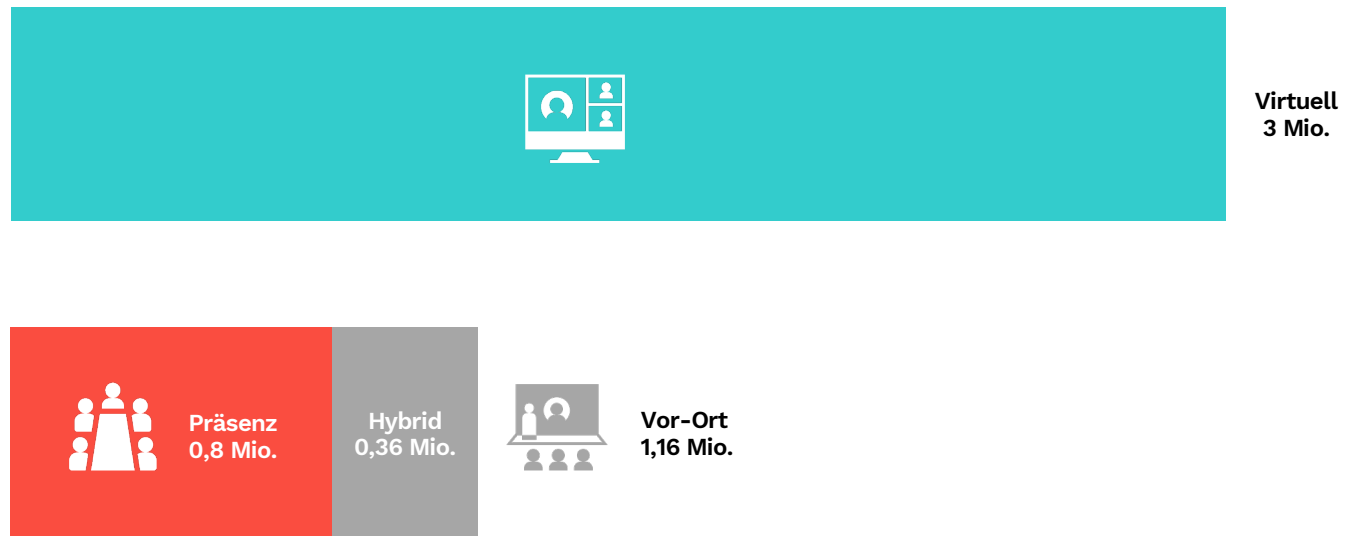 Virtuell
3 Mio.
Präsenz
0,8 Mio.
Hybrid
0,36 Mio.
Vor-Ort
1,16 Mio.